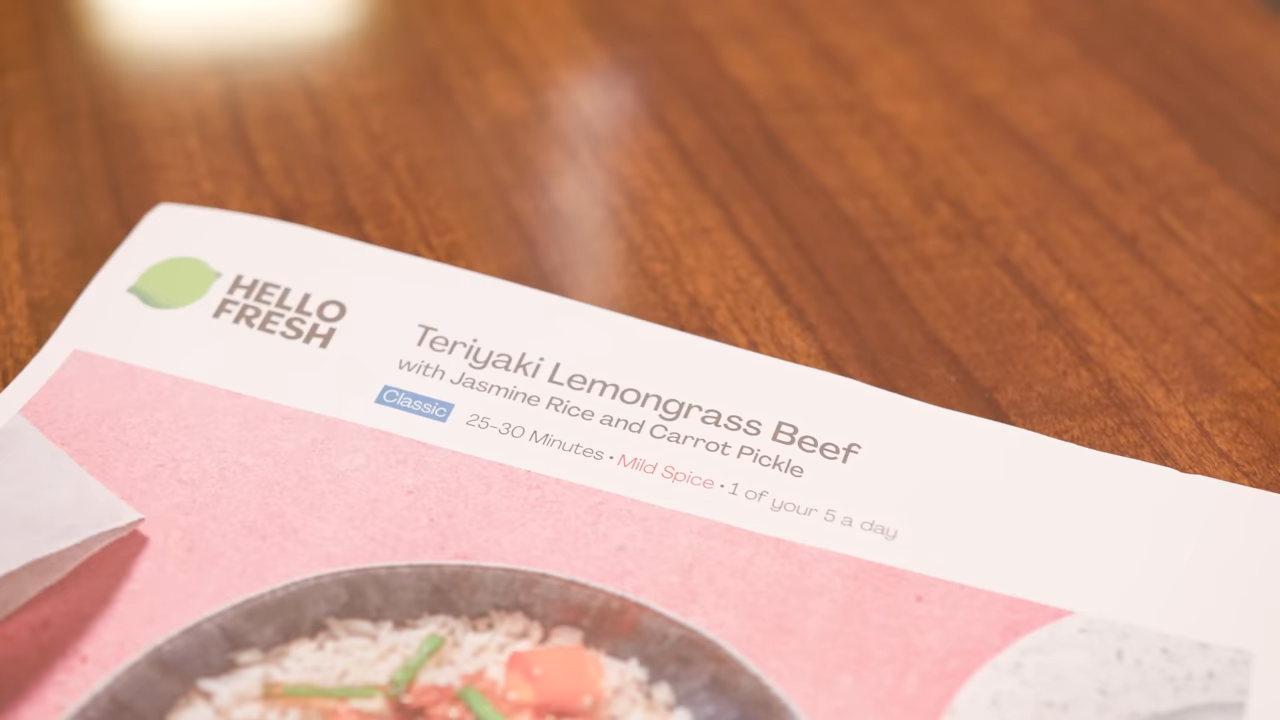 HELLO
FRESH
Teriyaki Lemongrass Beef
with Jasmine Rice and Carrot Pickle
Classic 25-30 Minutes • Mild Spice • 1 of your 5 a day